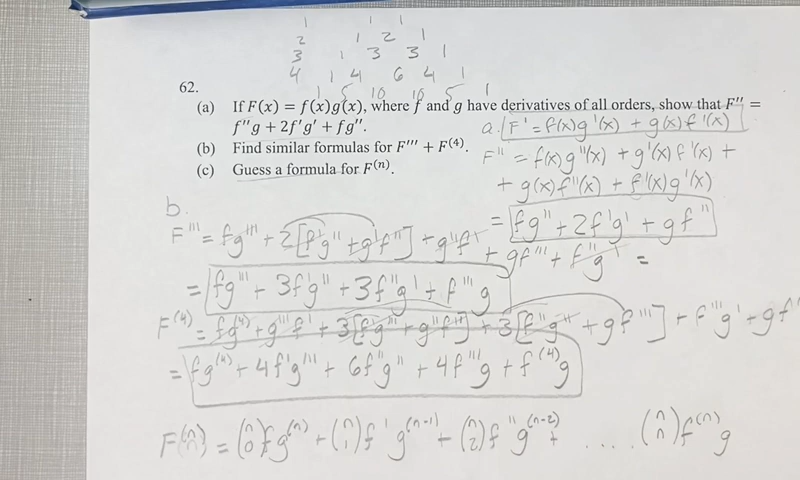 1 1 1
2 1 2 1
3 1 3 3 1
4 1 4 6 4 1
1 5 10 10 5 1
62.
(a) If F(x) = f(x)g(x), where f and g have derivatives of all orders, show that F″ =
f″g + 2f′g′ + fg″.
a. F' = f(x)g'(x) + g(x)f'(x)
(b) Find similar formulas for F‴ + F⁽⁴⁾.
F" = f(x)g"(x) + g'(x)f'(x) +
(c) Guess a formula for F⁽ⁿ⁾.
+ g(x)f"(x) + f'(x)g'(x)
= fg" + 2f'g' + gf"
b.
F''' = fg''' + 2[f'g" + g'f"] + g"f' + gf''' + f"g' =
= fg''' + 3f'g" + 3f"g' + f'''g
F⁽⁴⁾ = fg⁽⁴⁾ + g'''f' + 3[f'g''' + g"f"] + 3[f"g" + g'f'''] + f'''g' + gf
= fg⁽⁴⁾ + 4f'g''' + 6f"g" + 4f'''g + f⁽⁴⁾g
F(n) = (n 0)fg⁽ⁿ⁾ + (n 1)f'g⁽ⁿ⁻¹⁾ + (n 2)f"g⁽ⁿ⁻²⁾ + .... (n n)f⁽ⁿ⁾g